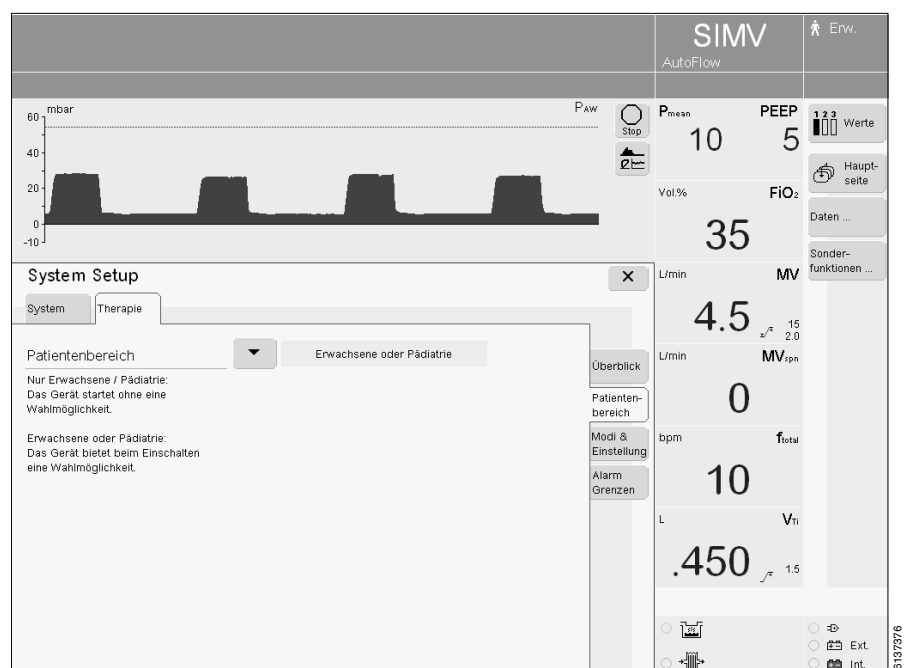 SIMV
AutoFlow
Erw.
mbar
PAW
60
40
20
0
-10
Stop
Pmean PEEP
10 5
Vol.% FiO2
35
L/min MV
4.5
15
2.0
L/min MVspn
0
bpm ftotal
10
L VTi
.450
1.5
1 2 3
Werte
Haupt-
seite
Daten ...
Sonder-
funktionen ...
System Setup
System
Therapie
Patientenbereich
Erwachsene oder Pädiatrie
Nur Erwachsene / Pädiatrie:
Das Gerät startet ohne eine
Wahlmöglichkeit.
Erwachsene oder Pädiatrie:
Das Gerät bietet beim Einschalten
eine Wahlmöglichkeit.
Überblick
Patienten-
bereich
Modi &
Einstellung
Alarm
Grenzen
Ext.
Int.
6137376